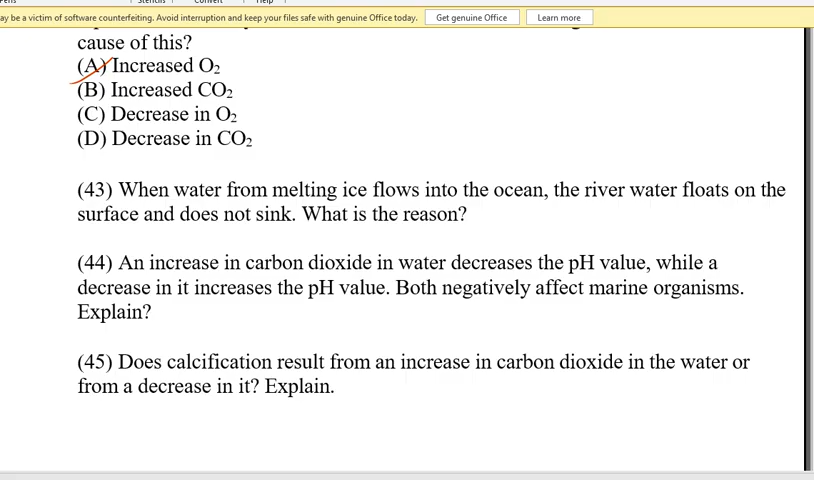 Stencils Convert Help
ay be a victim of software counterfeiting. Avoid interruption and keep your files safe with genuine Office today. Get genuine Office Learn more
cause of this?
(A) Increased O₂
(B) Increased CO₂
(C) Decrease in O₂
(D) Decrease in CO₂
(43) When water from melting ice flows into the ocean, the river water floats on the
surface and does not sink. What is the reason?
(44) An increase in carbon dioxide in water decreases the pH value, while a
decrease in it increases the pH value. Both negatively affect marine organisms.
Explain?
(45) Does calcification result from an increase in carbon dioxide in the water or
from a decrease in it? Explain.